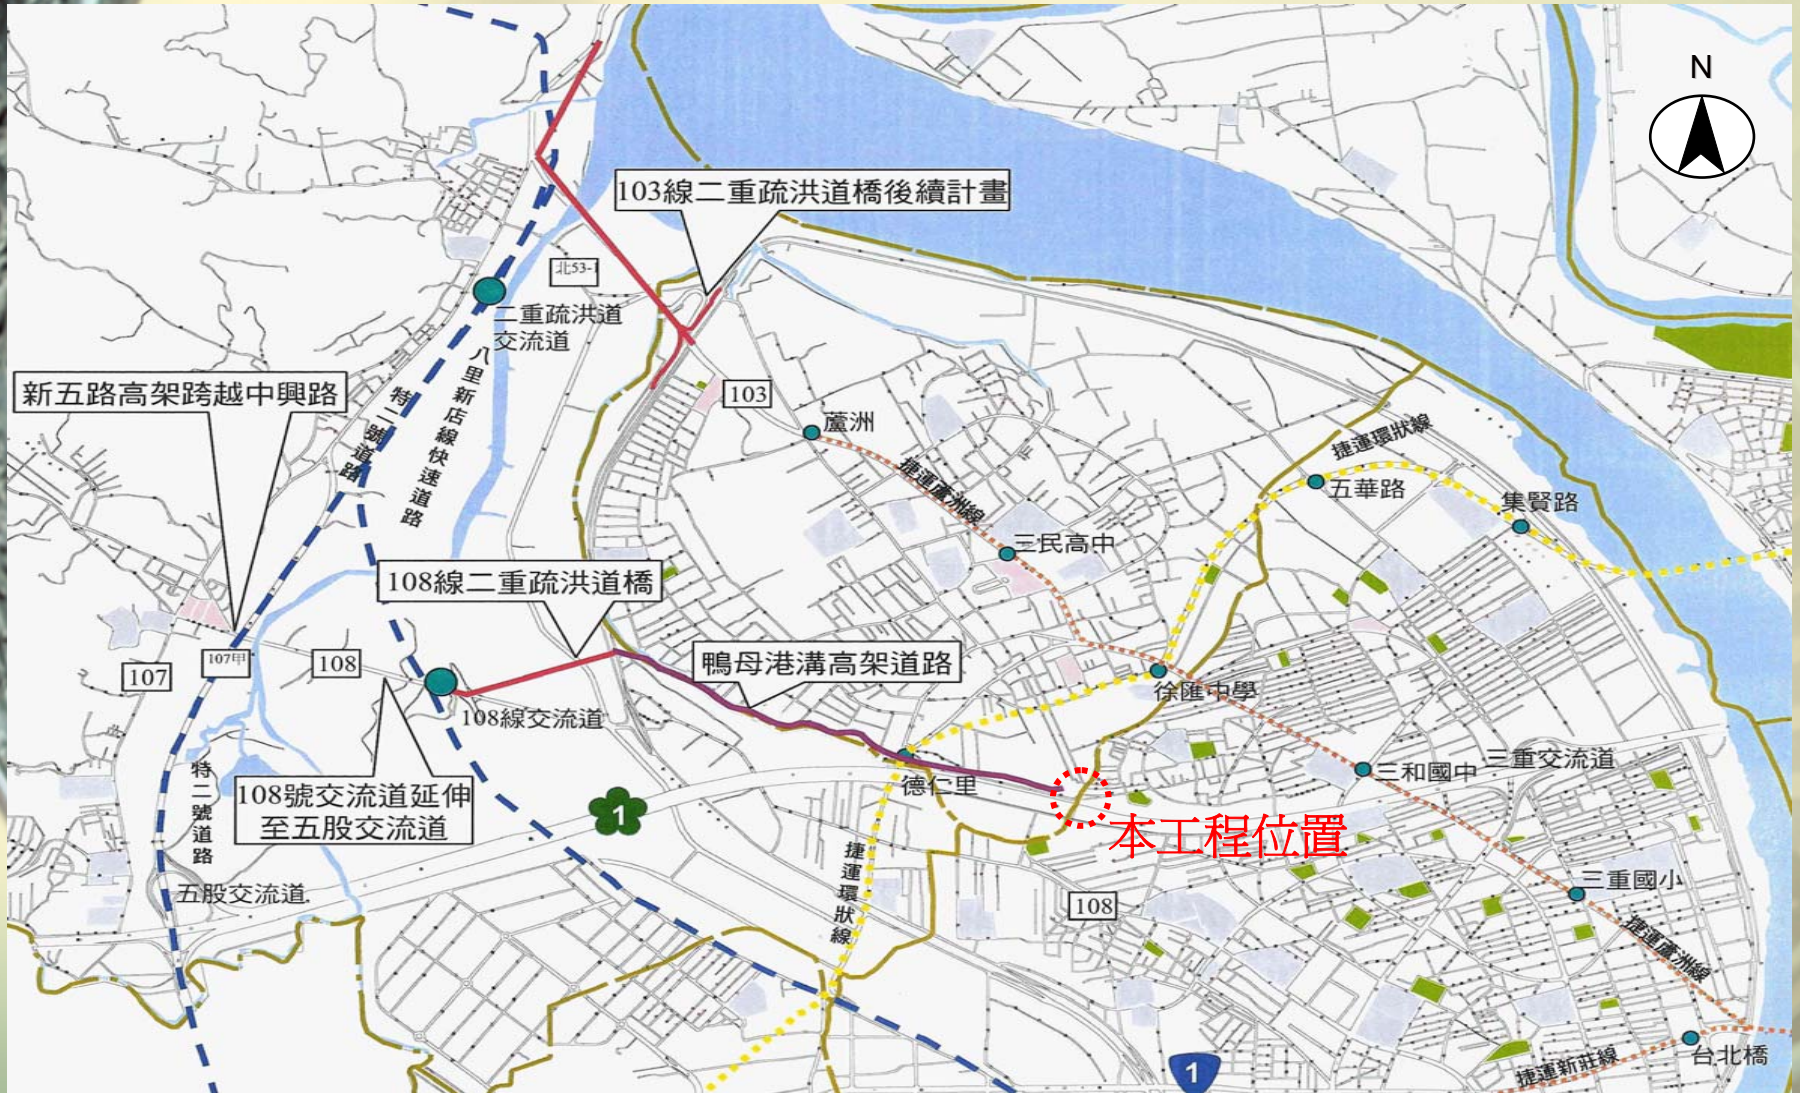 N
103線二重疏洪道橋後續計畫
北53-1
二重疏洪道
交流道
八里新店線快速道路
特二號道路
新五路高架跨越中興路
103
蘆洲
捷運蘆洲線
捷運環狀線
五華路
集賢路
三民高中
108線二重疏洪道橋
鴨母港溝高架道路
107
107甲
108
108線交流道
徐匯中學
德仁里
三和國中
三重交流道
本工程位置
108號交流道延伸
至五股交流道
特二號道路
1
五股交流道
捷運環狀線
108
三重國小
捷運蘆洲線
台北橋
捷運新莊線
1